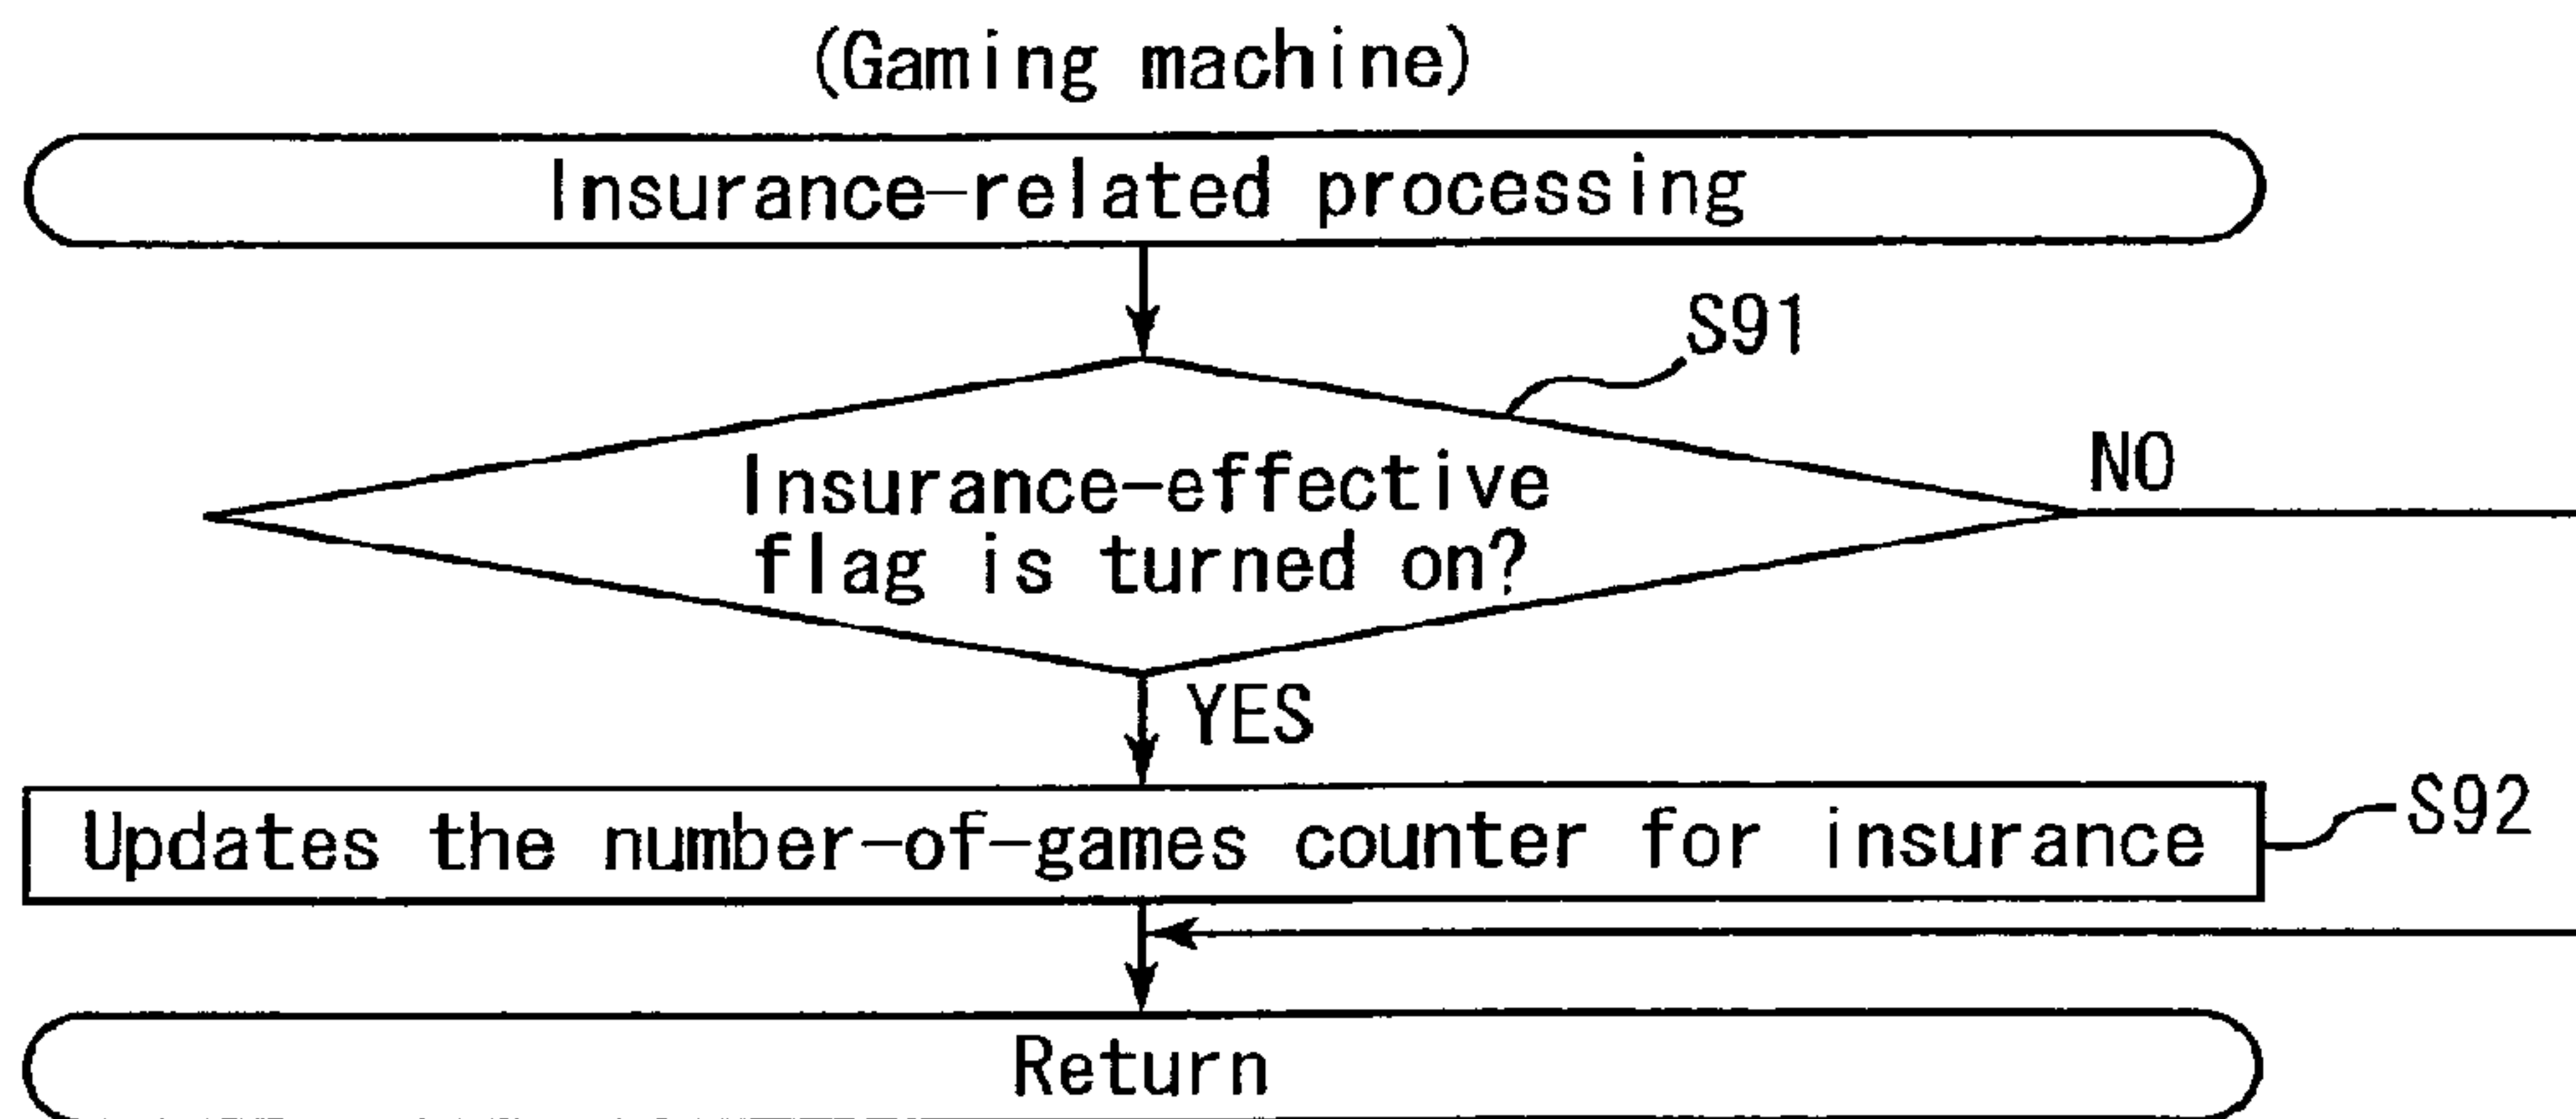 (Gaming machine)
Insurance-related processing
S91
Insurance-effective
flag is turned on?
NO
YES
Updates the number-of-games counter for insurance
S92
Return